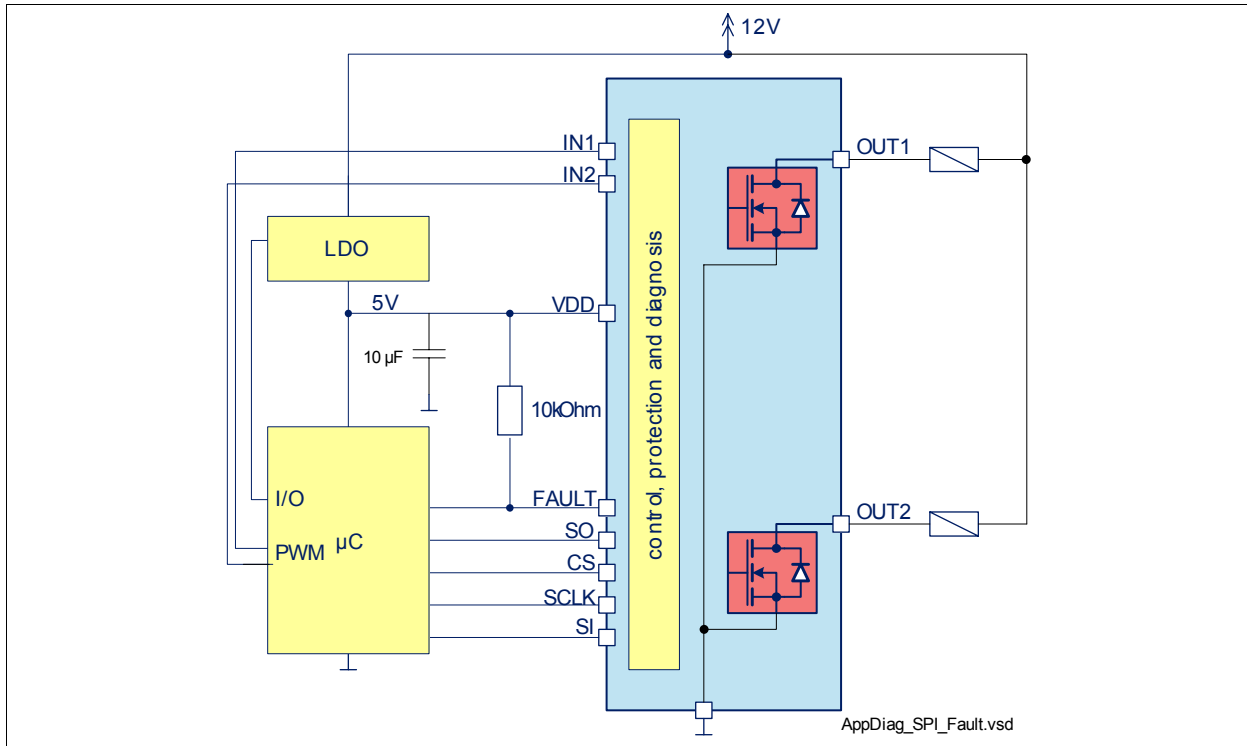 12V
IN1
OUT1
IN2
LDO
control, protection and diagnosis
5V
VDD
10 µF
10kOhm
I/O
FAULT
OUT2
SO
µC
PWM
CS
SCLK
SI
AppDiag_SPI_Fault.vsd